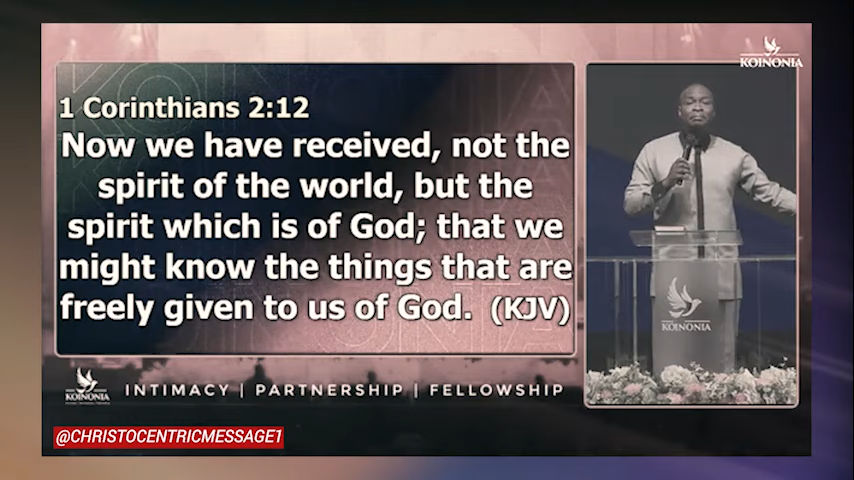 KOINONIA
1 Corinthians 2:12
Now we have received, not the
spirit of the world, but the
spirit which is of God; that we
might know the things that are
freely given to us of God. (KJV)
KOINONIA
KOINONIA
INTIMACY | PARTNERSHIP | FELLOWSHIP
@CHRISTOCENTRICMESSAGE1